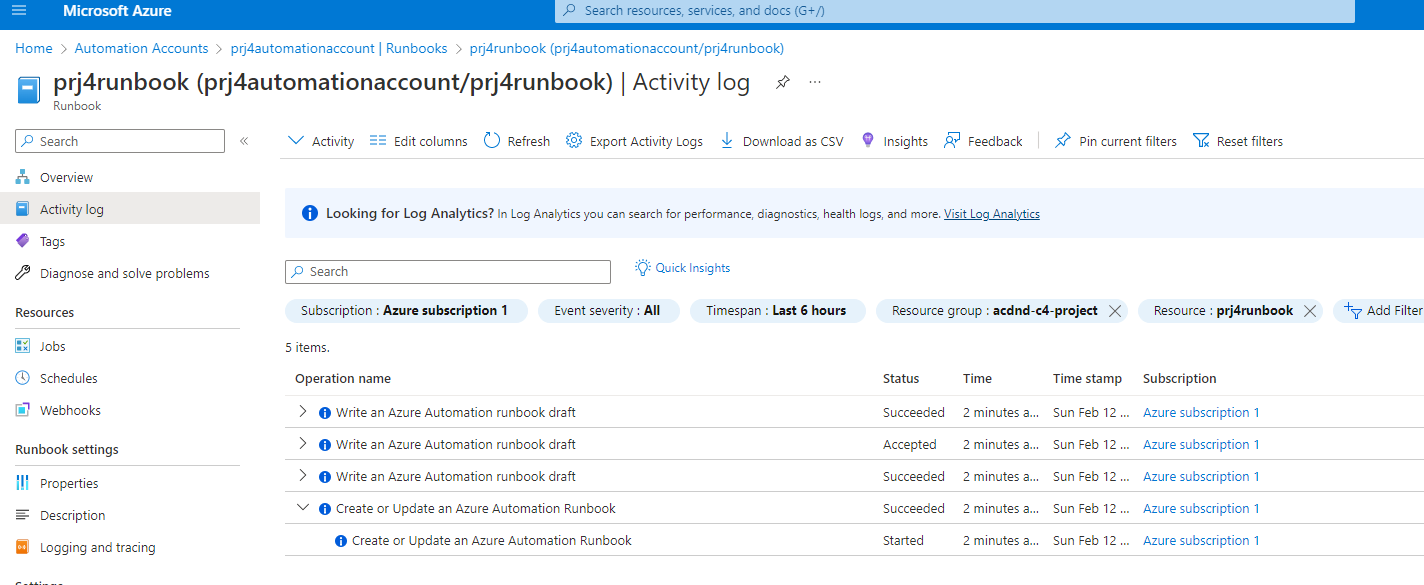 Microsoft Azure
Search resources, services, and docs (G+/)
Home > Automation Accounts > prj4automationaccount | Runbooks > prj4runbook (prj4automationaccount/prj4runbook)
prj4runbook (prj4automationaccount/prj4runbook) | Activity log ...
Runbook
Search «
Overview
Activity log
Tags
Diagnose and solve problems
Resources
Jobs
Schedules
Webhooks
Runbook settings
Properties
Description
Logging and tracing
Settings
Activity Edit columns Refresh Export Activity Logs Download as CSV Insights Feedback Pin current filters Reset filters
Looking for Log Analytics? In Log Analytics you can search for performance, diagnostics, health logs, and more. Visit Log Analytics
Search Quick Insights
Subscription : Azure subscription 1 Event severity : All Timespan : Last 6 hours Resource group : acdnd-c4-project Resource : prj4runbook Add Filter
5 items.
Operation name Status Time Time stamp Subscription
Write an Azure Automation runbook draft Succeeded 2 minutes a... Sun Feb 12 ... Azure subscription 1
Write an Azure Automation runbook draft Accepted 2 minutes a... Sun Feb 12 ... Azure subscription 1
Write an Azure Automation runbook draft Succeeded 2 minutes a... Sun Feb 12 ... Azure subscription 1
Create or Update an Azure Automation Runbook Succeeded 2 minutes a... Sun Feb 12 ... Azure subscription 1
Create or Update an Azure Automation Runbook Started 2 minutes a... Sun Feb 12 ... Azure subscription 1